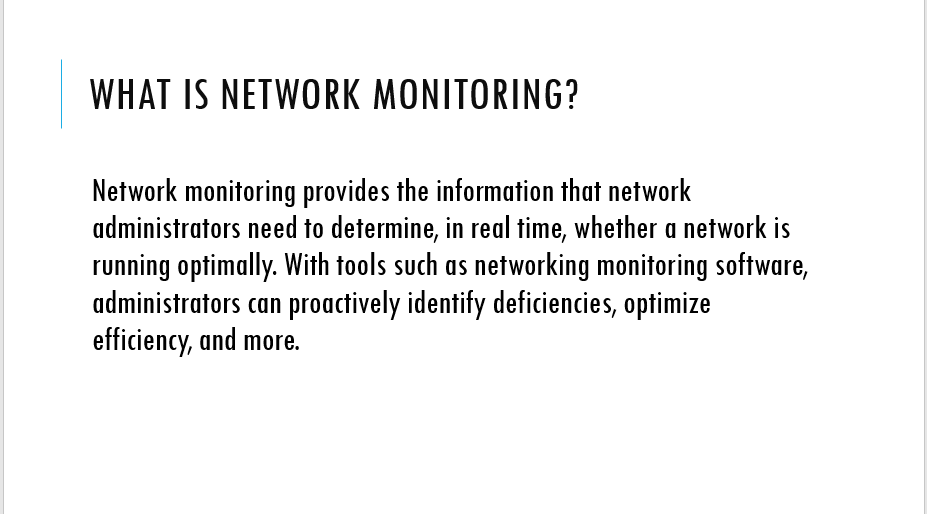 WHAT IS NETWORK MONITORING?
Network monitoring provides the information that network
administrators need to determine, in real time, whether a network is
running optimally. With tools such as networking monitoring software,
administrators can proactively identify deficiencies, optimize
efficiency, and more.